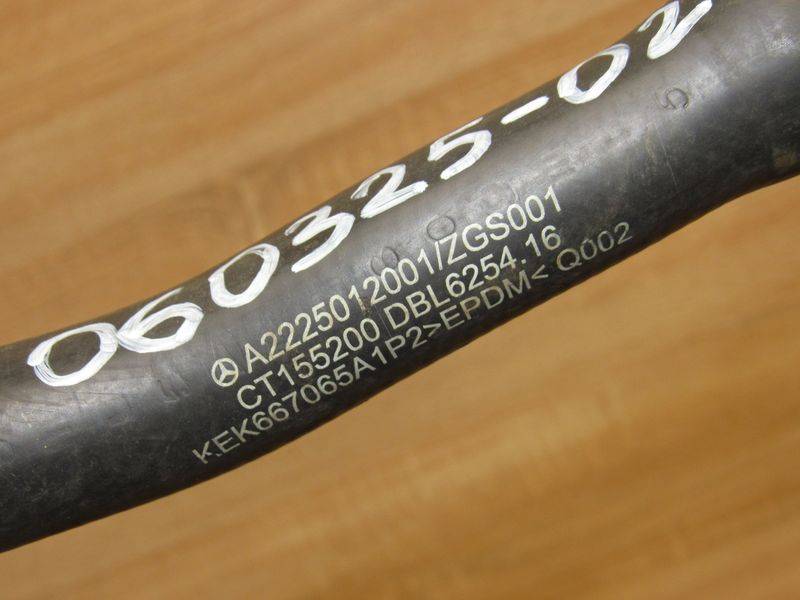 060325-02
A2225012001/ZGS001
CT155200 DBL6254.16
KEK667065A1P2>EPDM< Q002